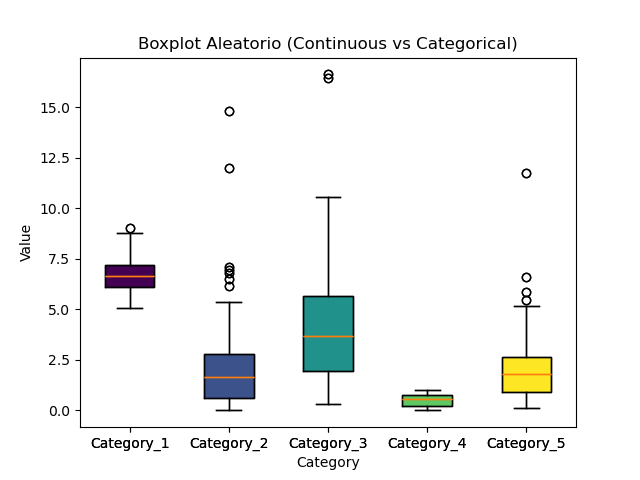 Boxplot Aleatorio (Continuous vs Categorical)
Value
15.0
12.5
10.0
7.5
5.0
2.5
0.0
Category_1 Category_2 Category_3 Category_4 Category_5
Category